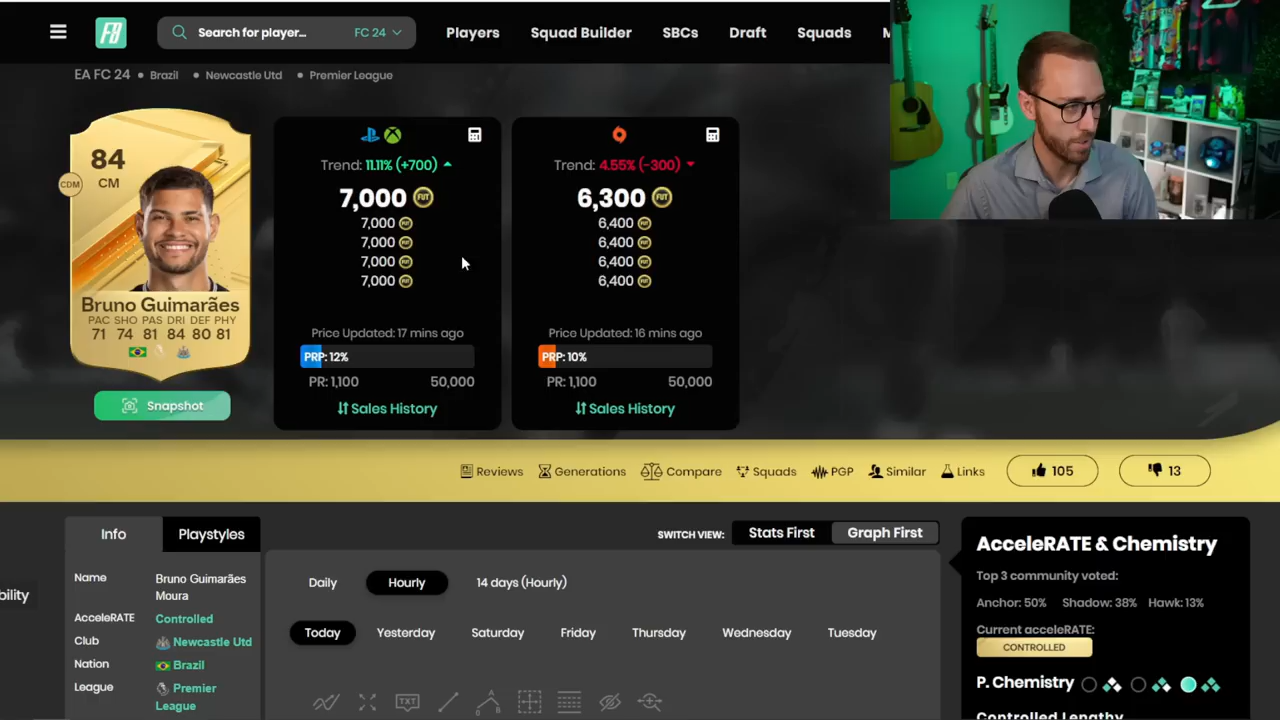 FB
Search for player...
FC 24
Players
Squad Builder
SBCs
Draft
Squads
EA FC 24 • Brazil • Newcastle Utd • Premier League
84
CM
CDM
Bruno Guimarães
PAC SHO PAS DRI DEF PHY
71 74 81 84 80 81
Snapshot
Trend: 11.11% (+700)
7,000 FUT
7,000
7,000
7,000
7,000
Price Updated: 17 mins ago
PRP: 12%
PR: 1,100 50,000
Sales History
Trend: 4.55% (-300)
6,300 FUT
6,400
6,400
6,400
6,400
Price Updated: 16 mins ago
PRP: 10%
PR: 1,100 50,000
Sales History
Reviews
Generations
Compare
Squads
PGP
Similar
Links
105
13
bility
Info
Playstyles
Name Bruno Guimarães
Moura
AcceleRATE Controlled
Club Newcastle Utd
Nation Brazil
League Premier
League
SWITCH VIEW: Stats First Graph First
Daily Hourly 14 days (Hourly)
Today Yesterday Saturday Friday Thursday Wednesday Tuesday
TXT
AcceleRATE & Chemistry
Top 3 community voted:
Anchor: 50% Shadow: 38% Hawk: 13%
Current acceleRATE:
CONTROLLED
P. Chemistry
Controlled Lengthy